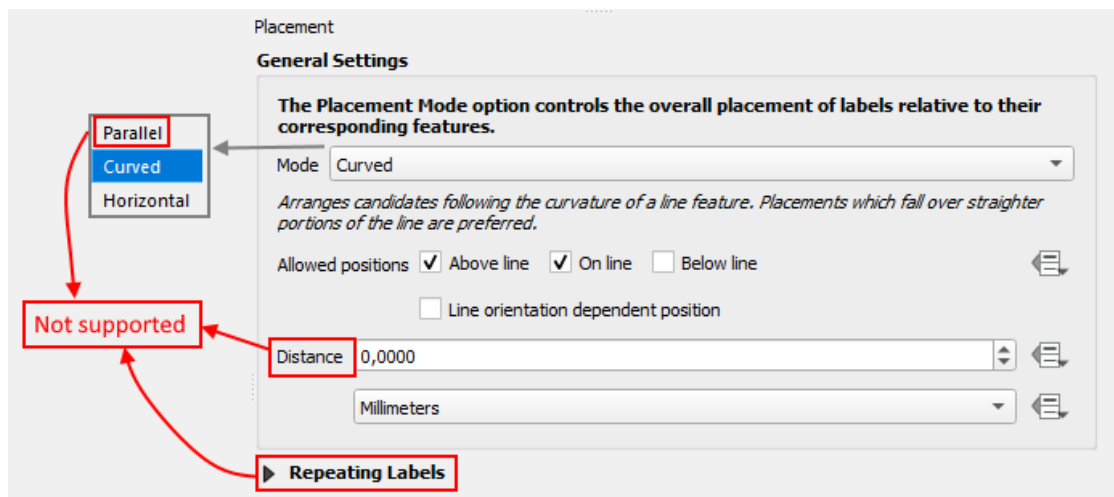 Placement
General Settings
The Placement Mode option controls the overall placement of labels relative to their
corresponding features.
Parallel
Curved
Horizontal
Mode Curved
Arranges candidates following the curvature of a line feature. Placements which fall over straighter
portions of the line are preferred.
Allowed positions Above line On line Below line
Line orientation dependent position
Not supported
Distance 0,0000
Millimeters
Repeating Labels